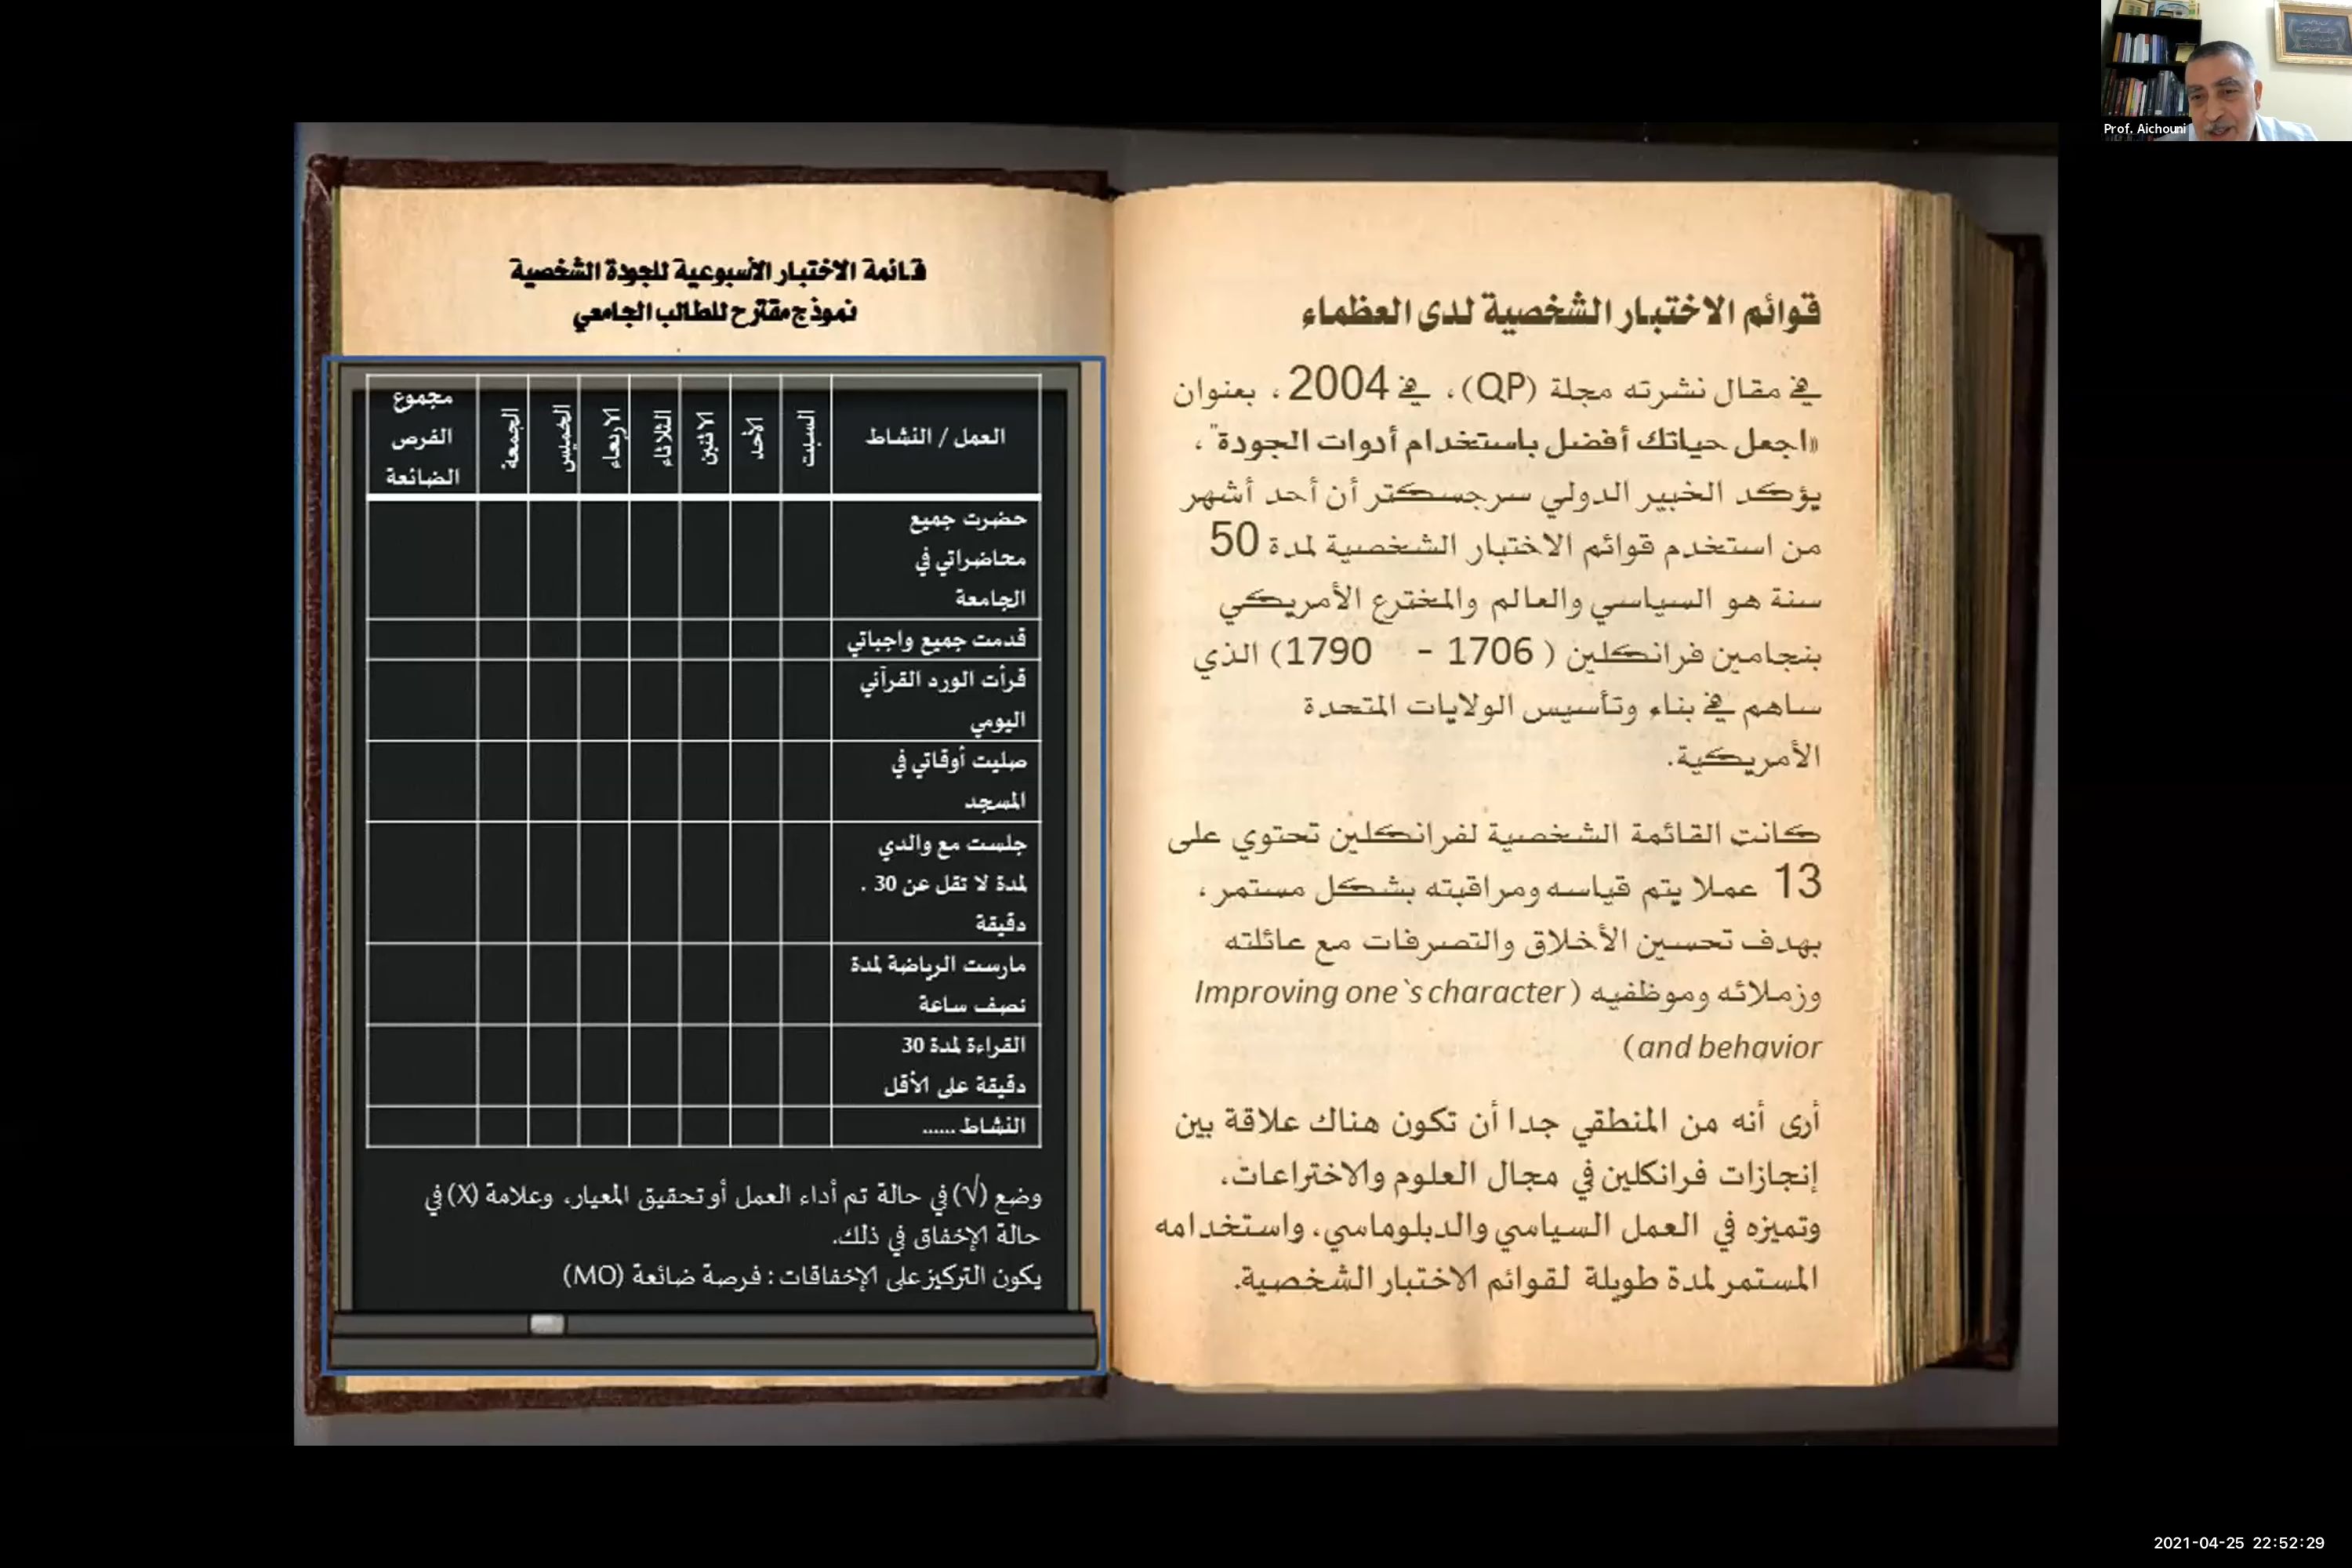 Prof. Aichouni
قوائم الاختبار الشخصية لدى العظماء
في مقال نشرته مجلة (QP)، في 2004، بعنوان
«اجعل حياتك أفضل باستخدام أدوات الجودة"،
يؤكد الخبير الدولي سرجسكتر أن أحد أشهر
من استخدم قوائم الاختبار الشخصية لمدة 50
سنة هو السياسي والعالم والمخترع الأمريكي
بنجامين فرانكلين (1706 - 1790) الذي
ساهم في بناء وتأسيس الولايات المتحدة
الأمريكية.
كانت القائمة الشخصية لفرانكلين تحتوي على
13 عملا يتم قياسه ومراقبته بشكل مستمر،
بهدف تحسين الأخلاق والتصرفات مع عائلته
وزملائه وموظفيه (Improving one`s character
and behavior)
أرى أنه من المنطقي جدا أن تكون هناك علاقة بين
إنجازات فرانكلين في مجال العلوم والاختراعات،
وتميزه في العمل السياسي والدبلوماسي، واستخدامه
المستمر لمدة طويلة لقوائم الاختبار الشخصية.
قائمة الاختبار الأسبوعية للجودة الشخصية
نموذج مقترح للطالب الجامعي
العمل / النشاط
السبت
الأحد
الاثنين
الثلاثاء
الاربعاء
الخميس
الجمعة
مجموع
الفرص
الضائعة
حضرت جميع
محاضراتي في
الجامعة
قدمت جميع واجباتي
قرأت الورد القرآني
اليومي
صليت أوقاتي في
المسجد
جلست مع والدي
لمدة لا تقل عن 30 .
دقيقة
مارست الرياضة لمدة
نصف ساعة
القراءة لمدة 30
دقيقة على الأقل
النشاط ......
وضع (√) في حالة تم أداء العمل أو تحقيق المعيار، وعلامة (X) في
حالة الإخفاق في ذلك.
يكون التركيز على الإخفاقات : فرصة ضائعة (MO)
2021-04-25 22:52:29